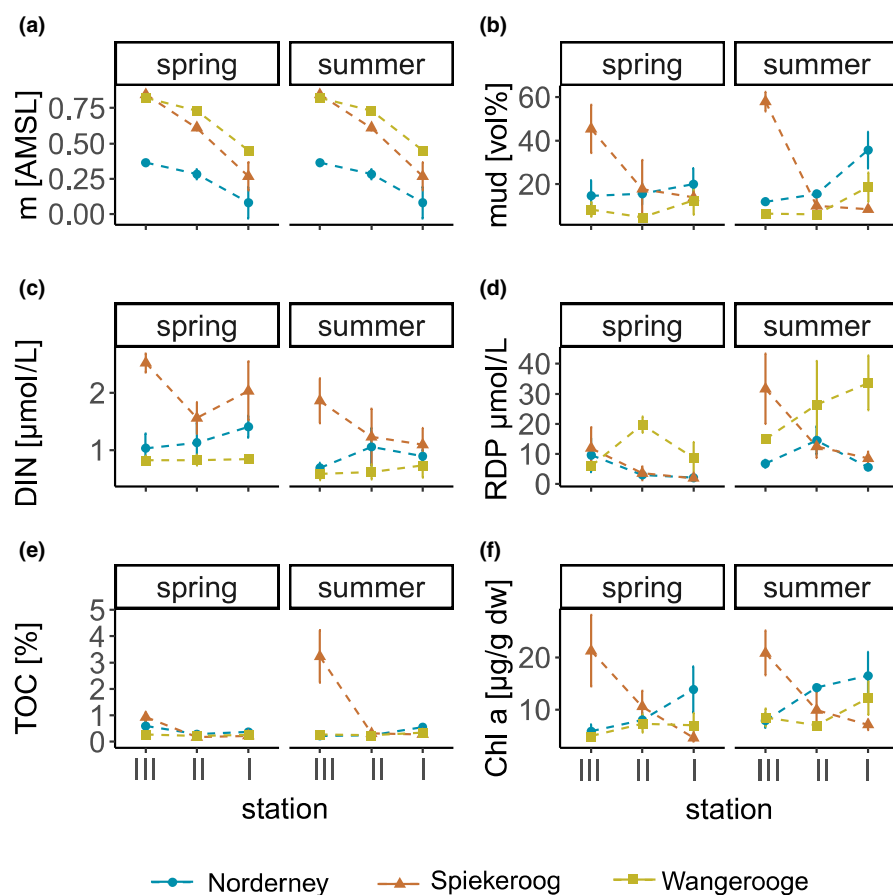 (a)
spring summer
m [AMSL]
0.75
0.50
0.25
0.00
(b)
spring summer
mud [vol%]
60
40
20
(c)
spring summer
DIN [µmol/L]
2
1
(d)
spring summer
RDP µmol/L
40
30
20
10
0
(e)
spring summer
TOC [%]
5
4
3
2
1
0
III II I III II I
station
(f)
spring summer
Chl a [µg/g dw]
20
10
III II I III II I
station
Norderney Spiekeroog Wangerooge